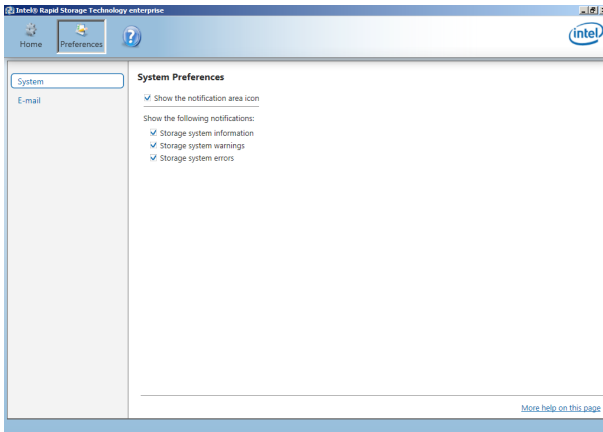 Intel® Rapid Storage Technology enterprise
Home
Preferences
?
intel
System
E-mail
System Preferences
Show the notification area icon
Show the following notifications:
Storage system information
Storage system warnings
Storage system errors
More help on this page